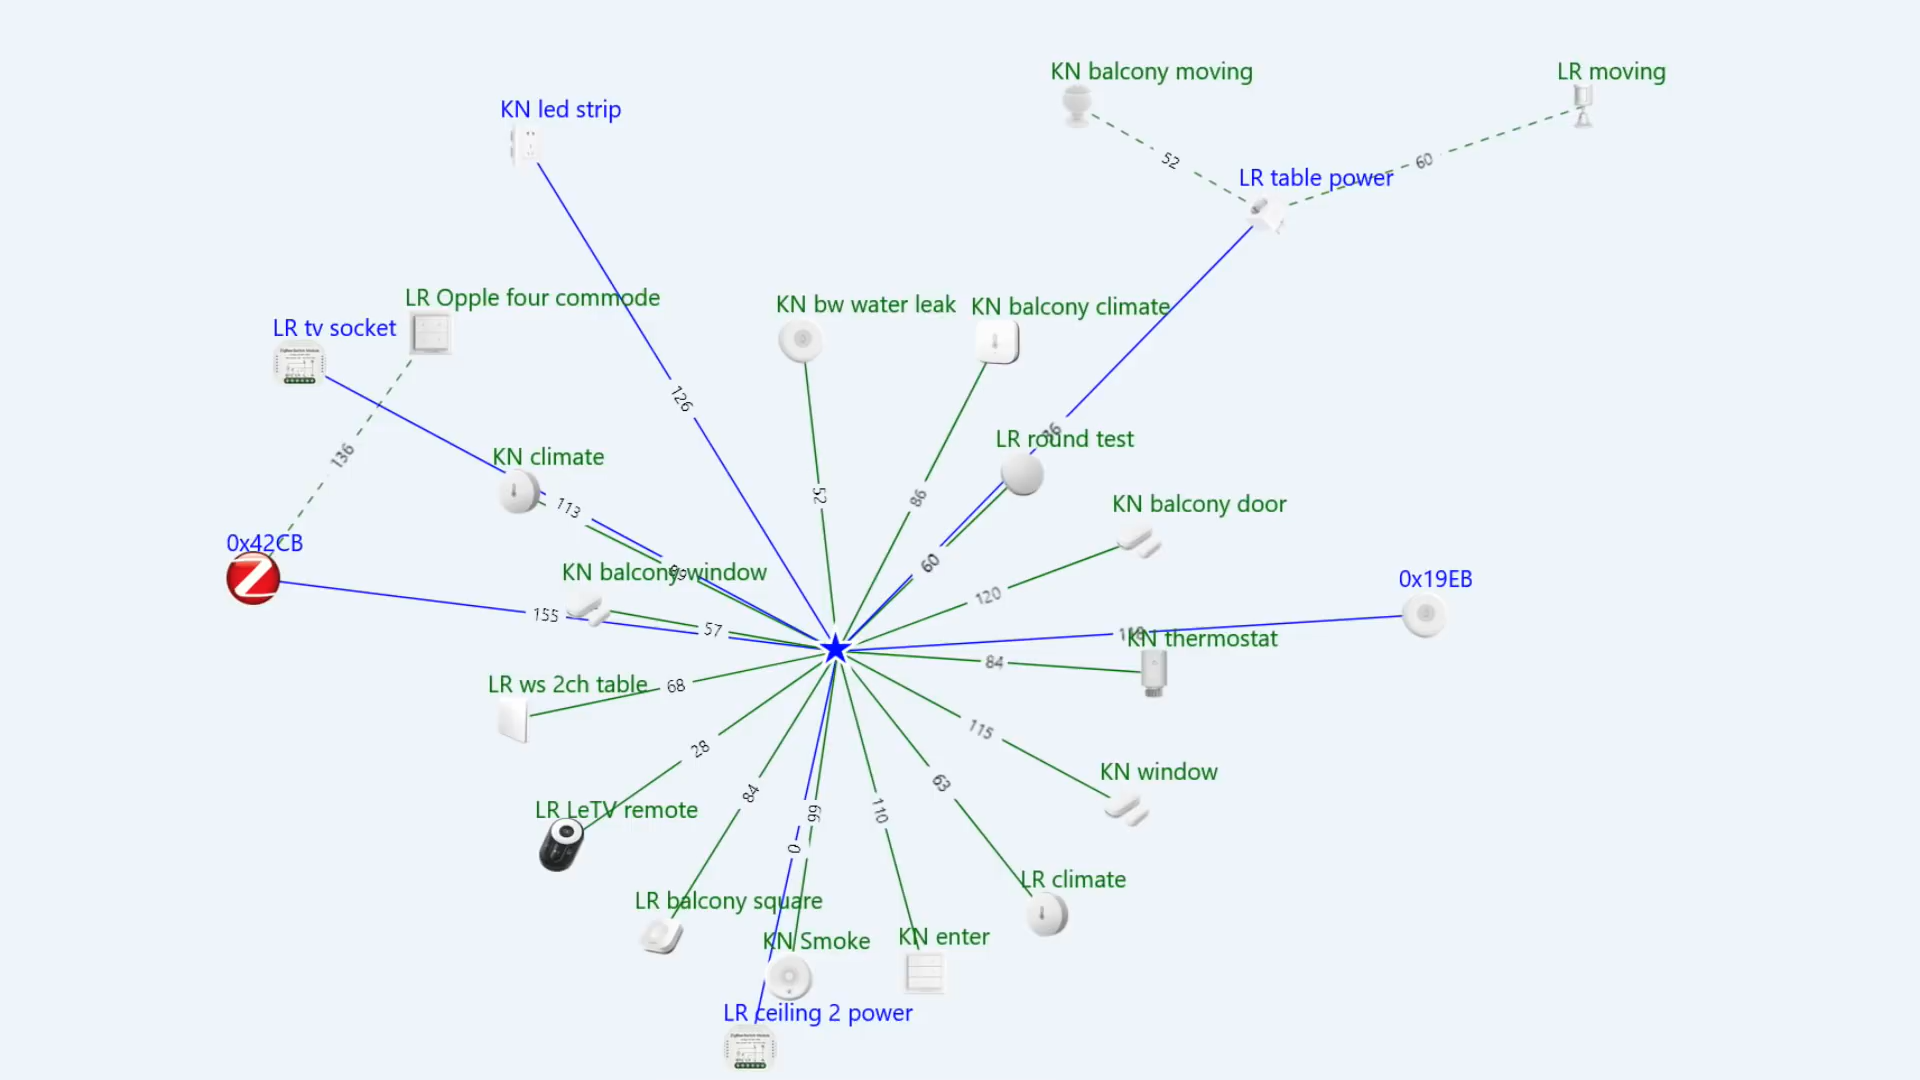 KN balcony moving
LR moving
KN led strip
52
60
LR table power
LR Opple four commode
KN bw water leak
KN balcony climate
LR tv socket
126
LR round test
136
KN climate
52
86
KN balcony door
113
0x42CB
60
KN balcony window
0x19EB
120
155
57
KN thermostat
84
LR ws 2ch table
68
115
28
KN window
63
84
LR LeTV remote
110
99
0
LR climate
LR balcony square
KN Smoke
KN enter
LR ceiling 2 power